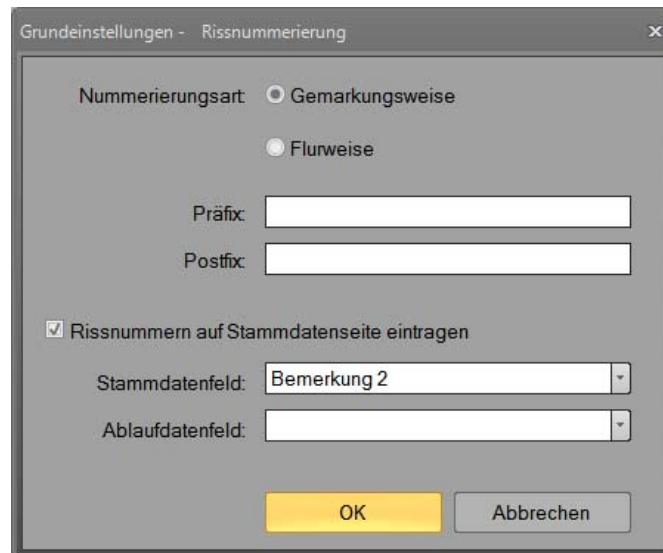 Grundeinstellungen - Rissnummerierung
Nummerierungsart: Gemarkungsweise
Flurweise
Präfix:
Postfix:
Rissnummern auf Stammdatenseite eintragen
Stammdatenfeld: Bemerkung 2
Ablaufdatenfeld:
OK Abbrechen